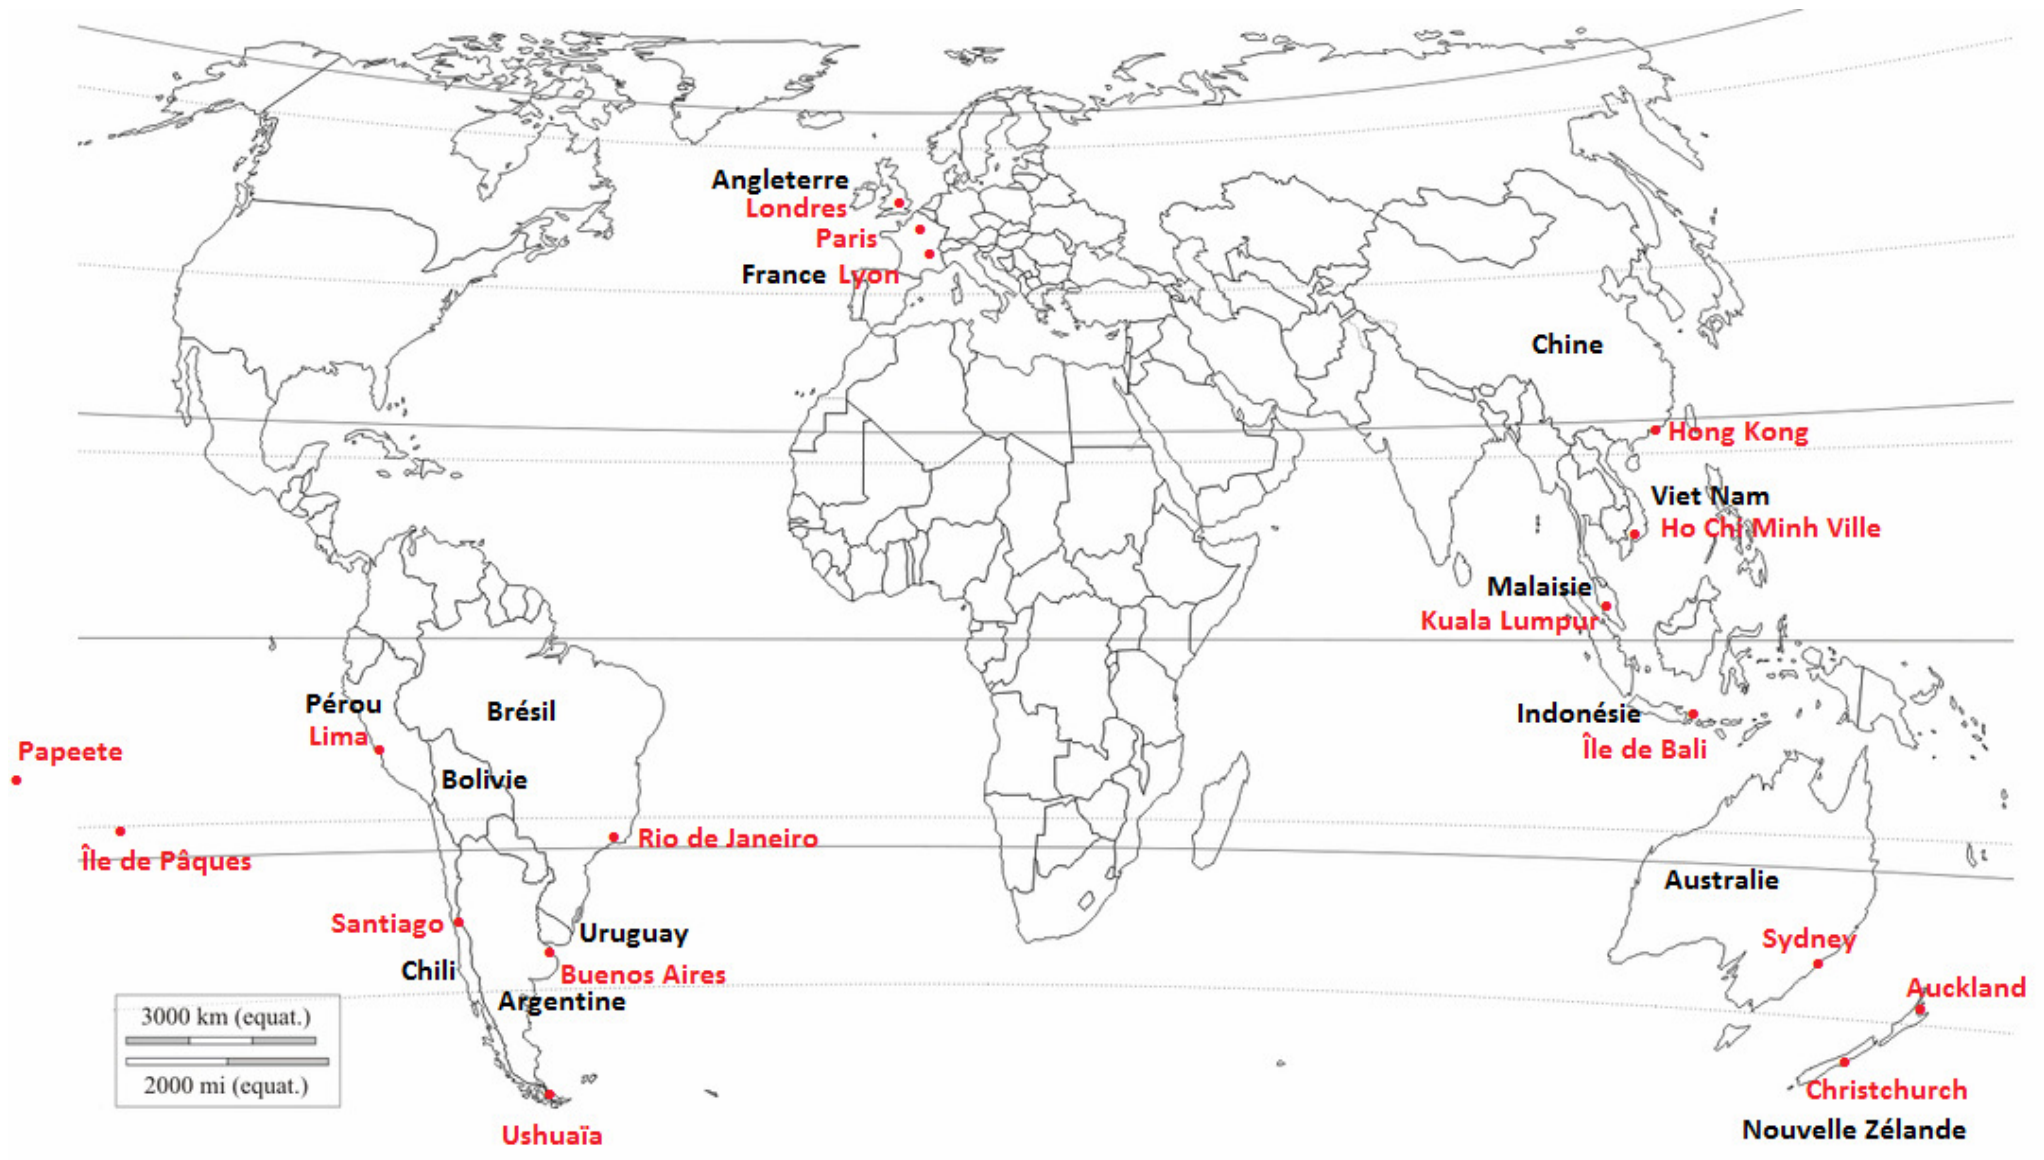 Angleterre
Londres
Paris
France Lyon
Chine
Hong Kong
Viet Nam
Ho Chi Minh Ville
Malaisie
Kuala Lumpur
Pérou
Brésil
Indonésie
Lima
Île de Bali
Papeete
Bolivie
Rio de Janeiro
Île de Pâques
Australie
Santiago
Uruguay
Sydney
Chili
Buenos Aires
Auckland
Argentine
3000 km (equat.)
2000 mi (equat.)
Christchurch
Ushuaïa
Nouvelle Zélande